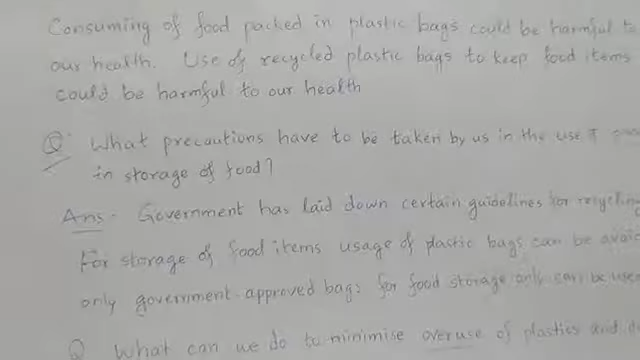 Consuming of food packed in plastic bags could be harmful to
our health. Use of recycled plastic bags to keep food items
could be harmful to our health
Q. What precautions have to be taken by us in the use of
in storage of food?
Ans - Government has laid down certain guidelines for recycling
For storage of food items usage of plastic bags can be
only government-approved bags for food storage only can be
Q What can we do to minimise overuse of plastics and